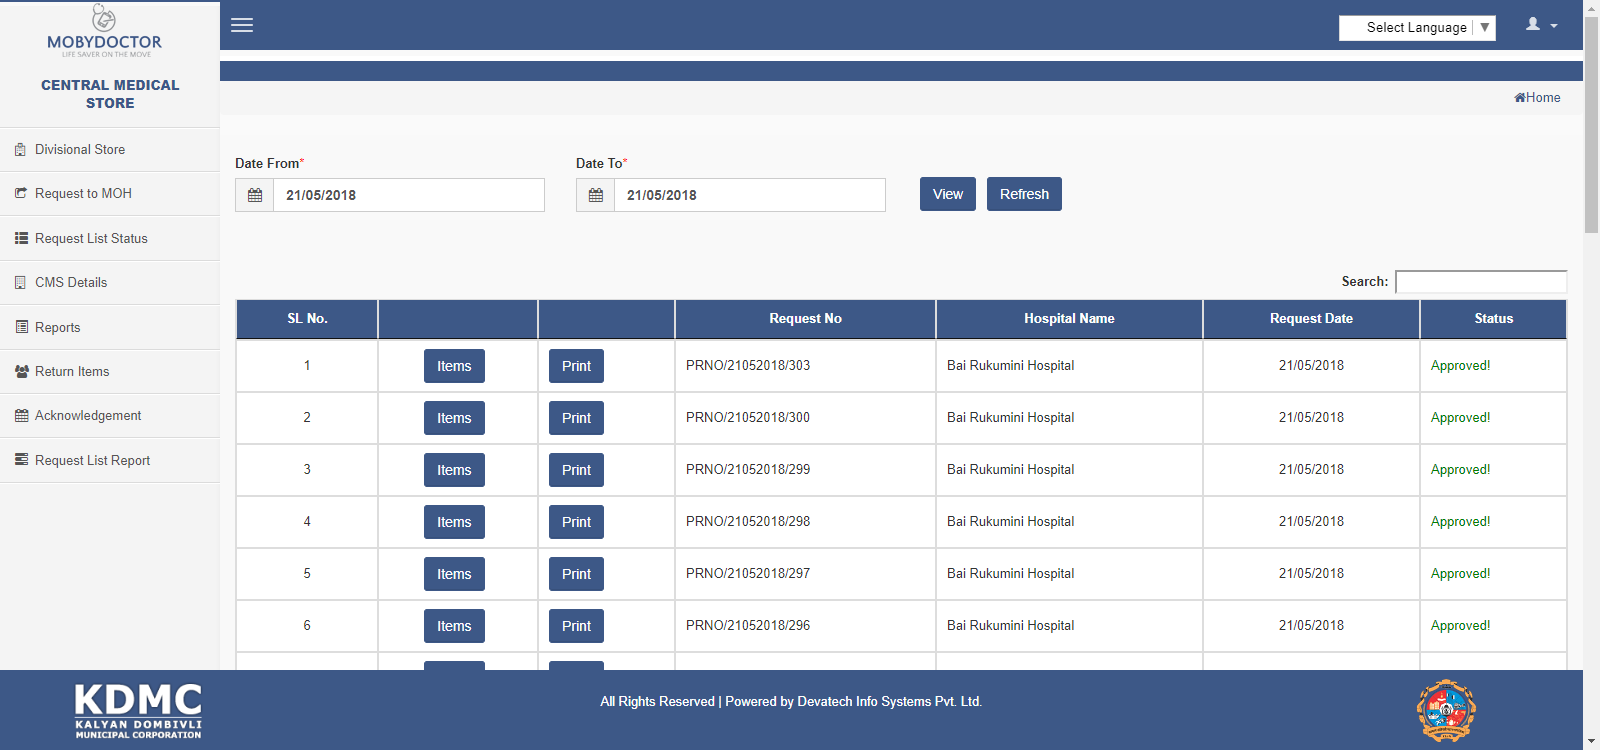 MOBYDOCTOR
LIFE SAVER ON THE MOVE
CENTRAL MEDICAL
STORE
Divisional Store
Request to MOH
Request List Status
CMS Details
Reports
Return Items
Acknowledgement
Request List Report
Select Language ▼
Home
Date From* Date To*
21/05/2018 21/05/2018 View Refresh
Search:
SL No. Request No Hospital Name Request Date Status
1 Items Print PRNO/21052018/303 Bai Rukumini Hospital 21/05/2018 Approved!
2 Items Print PRNO/21052018/300 Bai Rukumini Hospital 21/05/2018 Approved!
3 Items Print PRNO/21052018/299 Bai Rukumini Hospital 21/05/2018 Approved!
4 Items Print PRNO/21052018/298 Bai Rukumini Hospital 21/05/2018 Approved!
5 Items Print PRNO/21052018/297 Bai Rukumini Hospital 21/05/2018 Approved!
6 Items Print PRNO/21052018/296 Bai Rukumini Hospital 21/05/2018 Approved!
KDMC
KALYAN DOMBIVLI
MUNICIPAL CORPORATION
All Rights Reserved | Powered by Devatech Info Systems Pvt. Ltd.